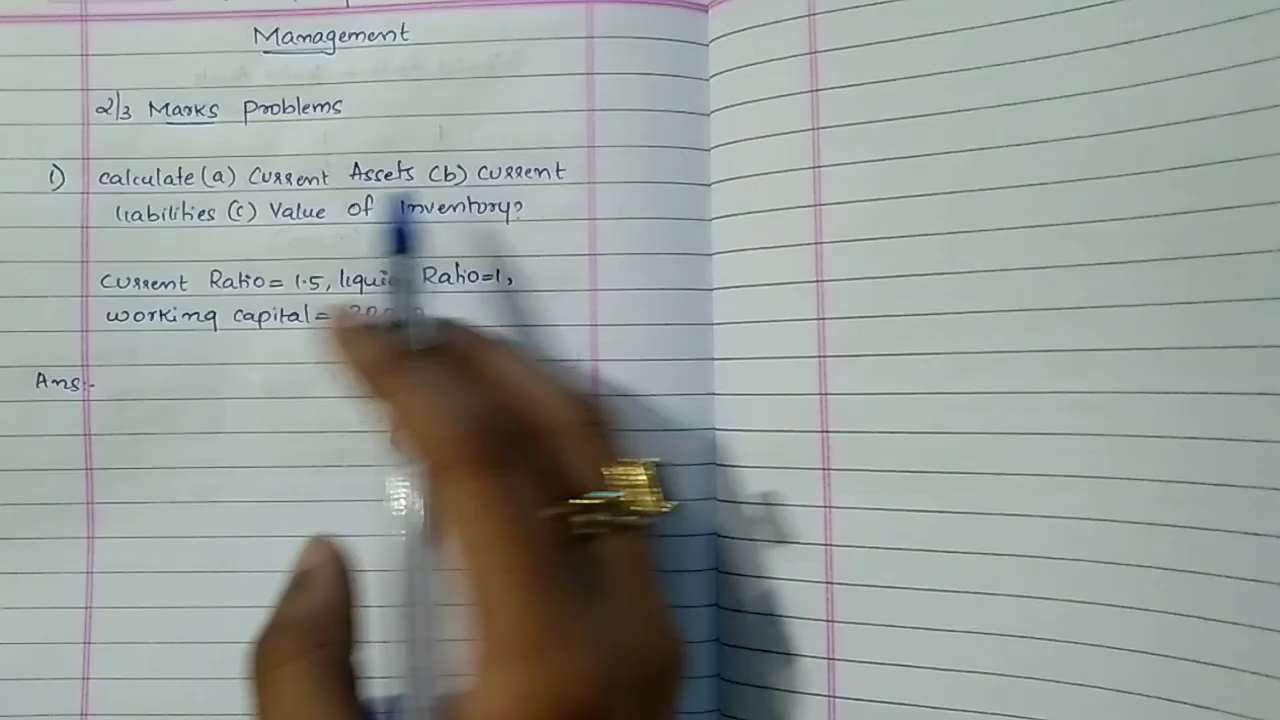 Management
2/3 Marks Problems
1) calculate (a) Current Assets (b) current
liabilities (c) Value of Inventory?
Current Ratio = 1.5, Ratio=1,
working capital =
Ans:-